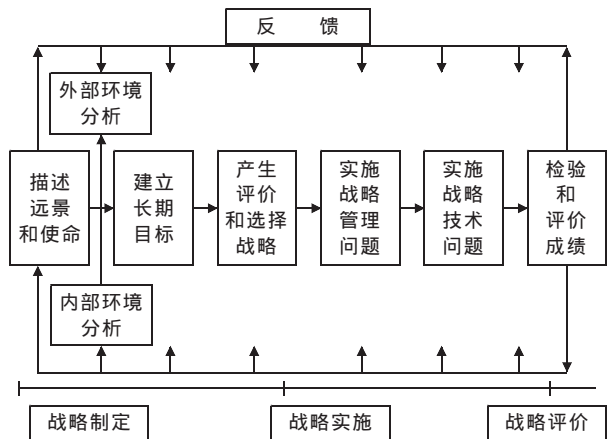 反 馈
外部环境
分析
描述
远景
和使命
建立
长期
目标
产生
评价
和选择
战略
实施
战略
管理
问题
实施
战略
技术
问题
检验
和
评价
成绩
内部环境
分析
战略制定
战略实施
战略评价